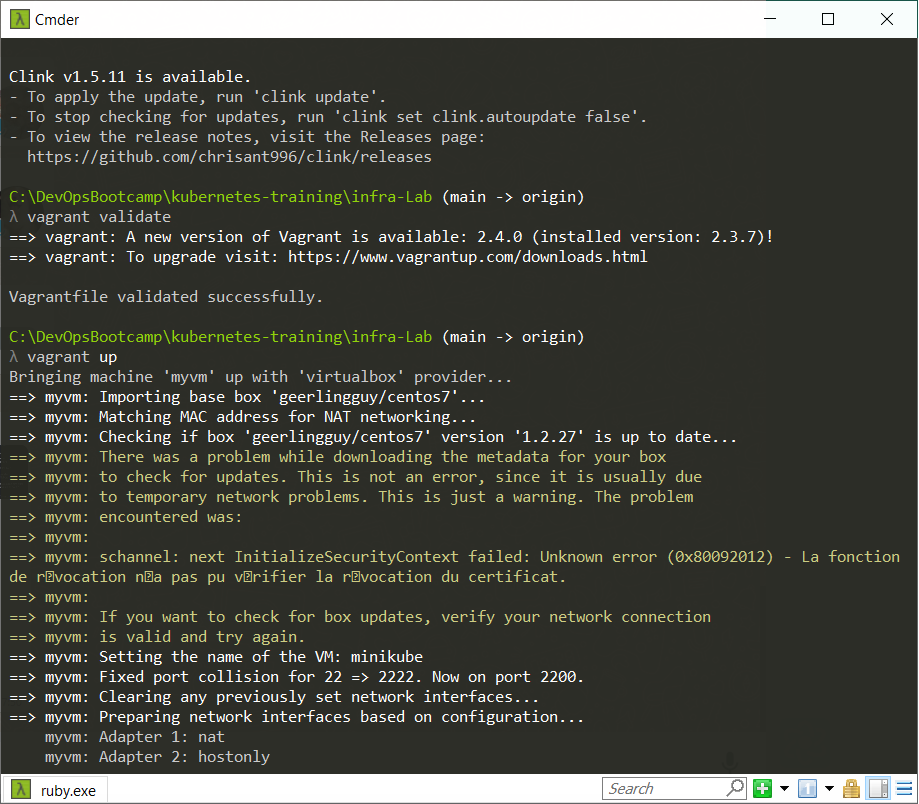 Cmder
Clink v1.5.11 is available.
- To apply the update, run 'clink update'.
- To stop checking for updates, run 'clink set clink.autoupdate false'.
- To view the release notes, visit the Releases page:
https://github.com/chrisant996/clink/releases
C:\DevOpsBootcamp\kubernetes-training\infra-Lab (main -> origin)
λ vagrant validate
==> vagrant: A new version of Vagrant is available: 2.4.0 (installed version: 2.3.7)!
==> vagrant: To upgrade visit: https://www.vagrantup.com/downloads.html
Vagrantfile validated successfully.
C:\DevOpsBootcamp\kubernetes-training\infra-Lab (main -> origin)
λ vagrant up
Bringing machine 'myvm' up with 'virtualbox' provider...
==> myvm: Importing base box 'geerlingguy/centos7'...
==> myvm: Matching MAC address for NAT networking...
==> myvm: Checking if box 'geerlingguy/centos7' version '1.2.27' is up to date...
==> myvm: There was a problem while downloading the metadata for your box
==> myvm: to check for updates. This is not an error, since it is usually due
==> myvm: to temporary network problems. This is just a warning. The problem
==> myvm: encountered was:
==> myvm:
==> myvm: schannel: next InitializeSecurityContext failed: Unknown error (0x80092012) - La fonction
de r�vocation n�a pas pu v�rifier la r�vocation du certificat.
==> myvm:
==> myvm: If you want to check for box updates, verify your network connection
==> myvm: is valid and try again.
==> myvm: Setting the name of the VM: minikube
==> myvm: Fixed port collision for 22 => 2222. Now on port 2200.
==> myvm: Clearing any previously set network interfaces...
==> myvm: Preparing network interfaces based on configuration...
myvm: Adapter 1: nat
myvm: Adapter 2: hostonly
ruby.exe
Search